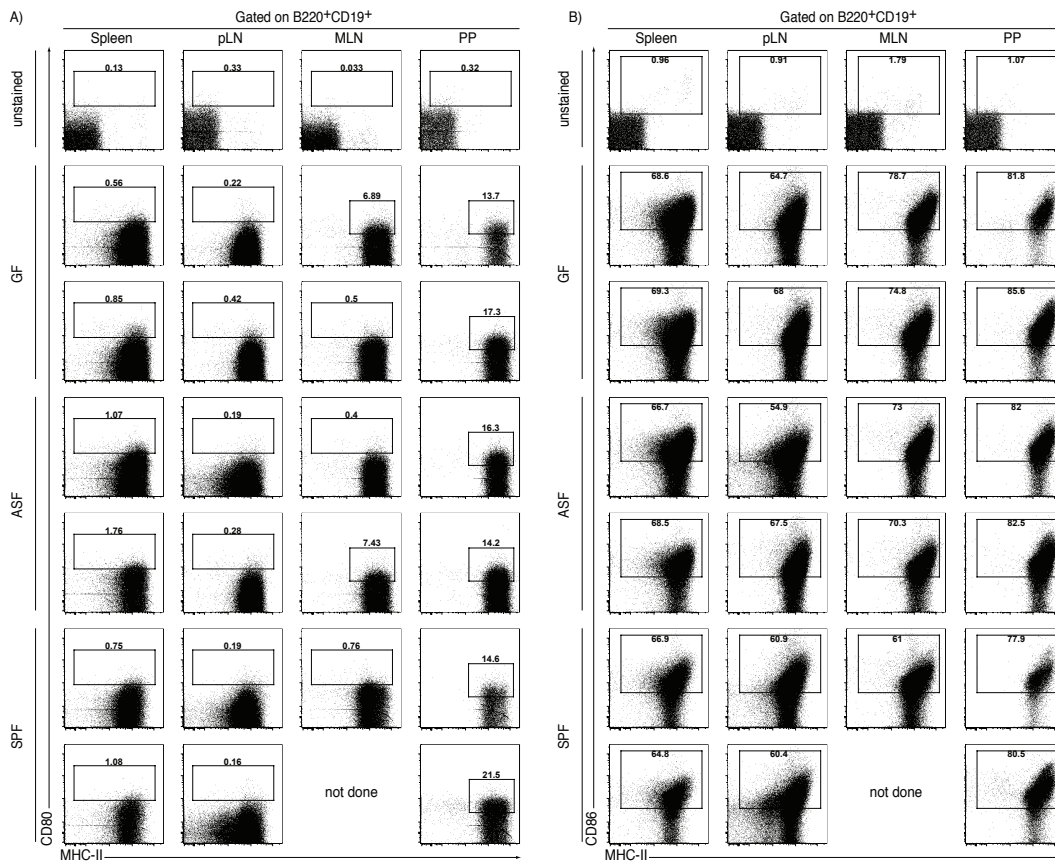 A)
Gated on B220+CD19+
Spleen pLN MLN PP
unstained
0.13 0.33 0.033 0.32
GF
0.56 0.22 6.89 13.7
0.85 0.42 0.5 17.3
ASF
1.07 0.19 0.4 16.3
1.76 0.28 7.43 14.2
SPF
0.75 0.19 0.76 14.6
1.08 0.16 not done 21.5
CD80
MHC-II
B)
Gated on B220+CD19+
Spleen pLN MLN PP
unstained
0.96 0.91 1.79 1.07
GF
68.6 64.7 78.7 81.8
69.3 68 74.8 85.6
ASF
66.7 54.9 73 82
68.5 67.5 70.3 82.5
SPF
66.9 60.9 61 77.9
64.8 60.4 not done 80.5
CD86
MHC-II